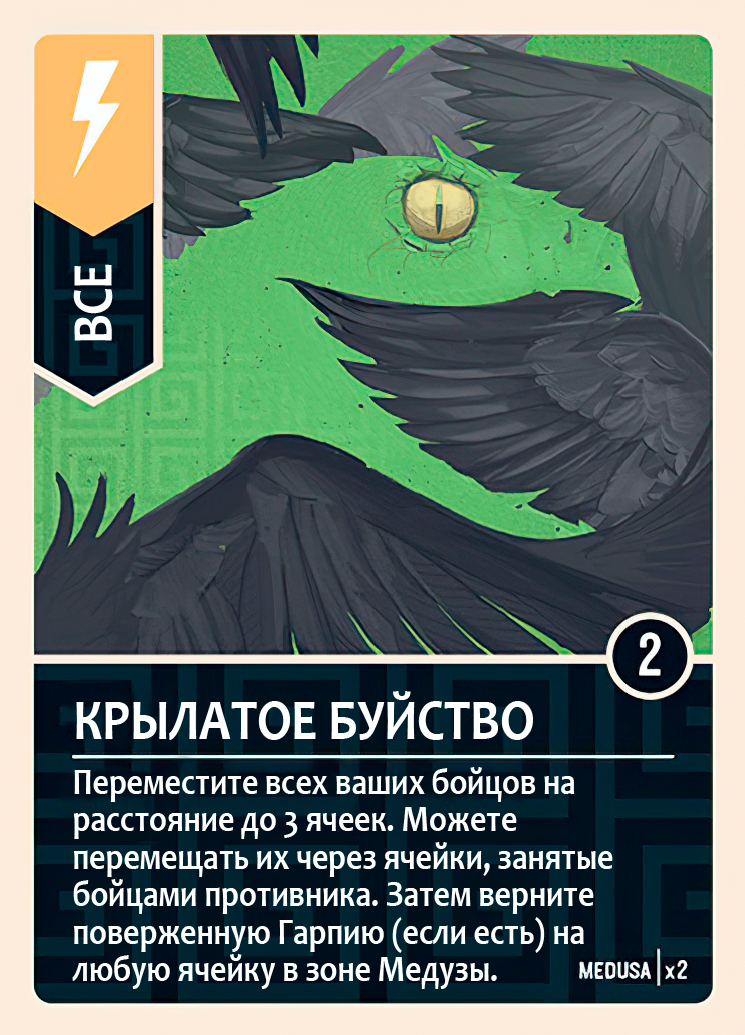 ВСЕ
2
КРЫЛАТОЕ БУЙСТВО
Переместите всех ваших бойцов на
расстояние до 3 ячеек. Можете
перемещать их через ячейки, занятые
бойцами противника. Затем верните
поверженную Гарпию (если есть) на
любую ячейку в зоне Медузы.
MEDUSA | x2